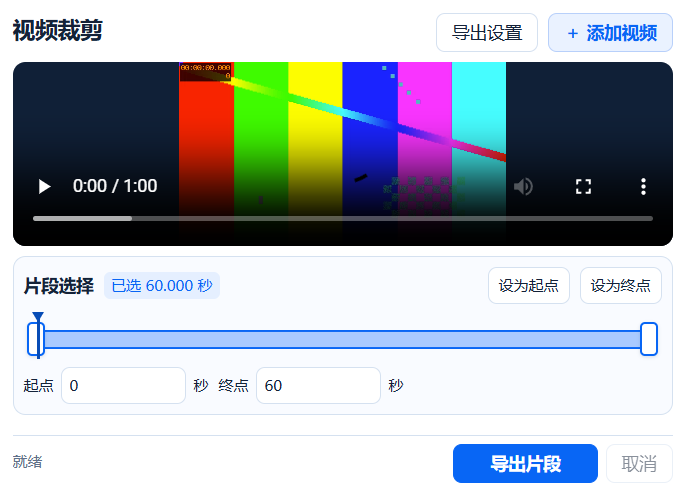 视频裁剪
导出设置
+ 添加视频
00:00:00.000
0
0:00 / 1:00
片段选择
已选 60.000 秒
设为起点
设为终点
起点 0 秒 终点 60 秒
就绪
导出片段
取消